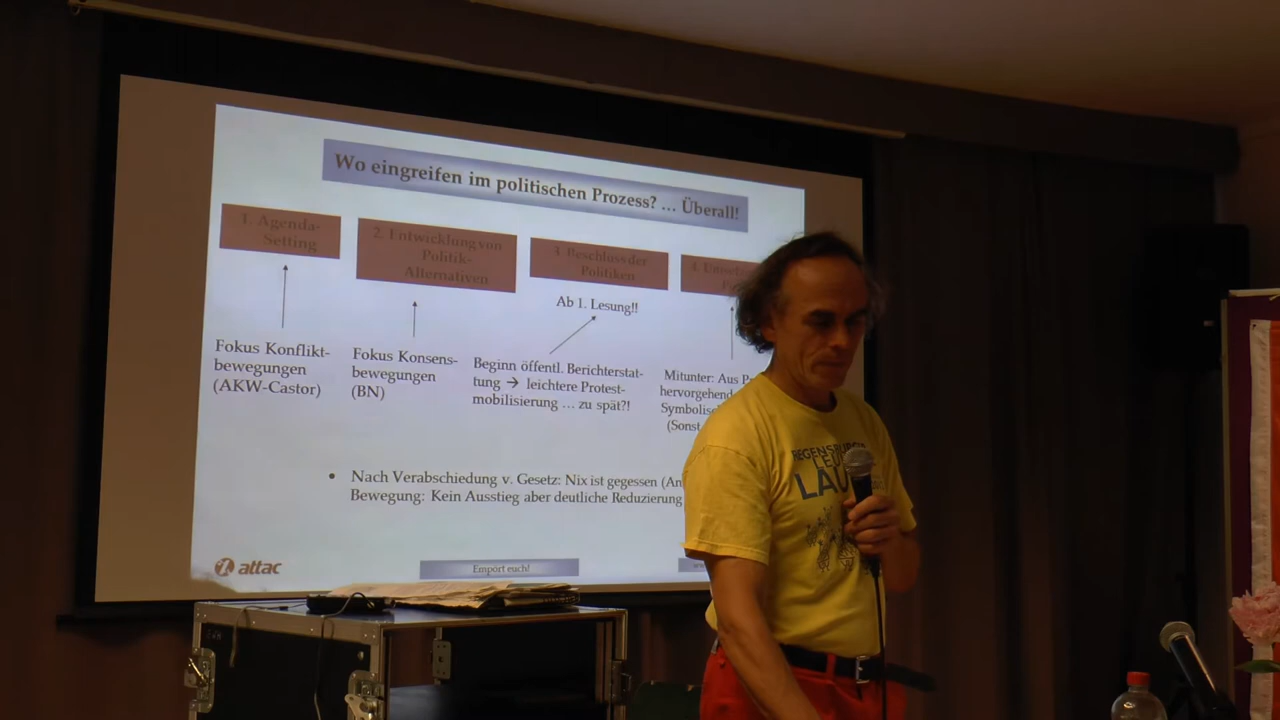 Wo eingreifen im politischen Prozess? ... Überall!
1. Agenda-
Setting
2. Entwicklung von
Politik-
Alternativen
3. Beschluss der
Politiken
Ab 1. Lesung!!
Fokus Konflikt-
bewegungen
(AKW-Castor)
Fokus Konsens-
bewegungen
(BN)
Beginn öffentl. Berichterstat-
tung → leichtere Protest-
mobilisierung ... zu spät?!
Mitunter: Aus P
hervorgehend
Symbolis
(Sonst
• Nach Verabschiedung v. Gesetz: Nix ist gegessen (An
Bewegung: Kein Ausstieg aber deutliche Reduzierung
attac
Empört euch!
REGENSBURGER
LAU